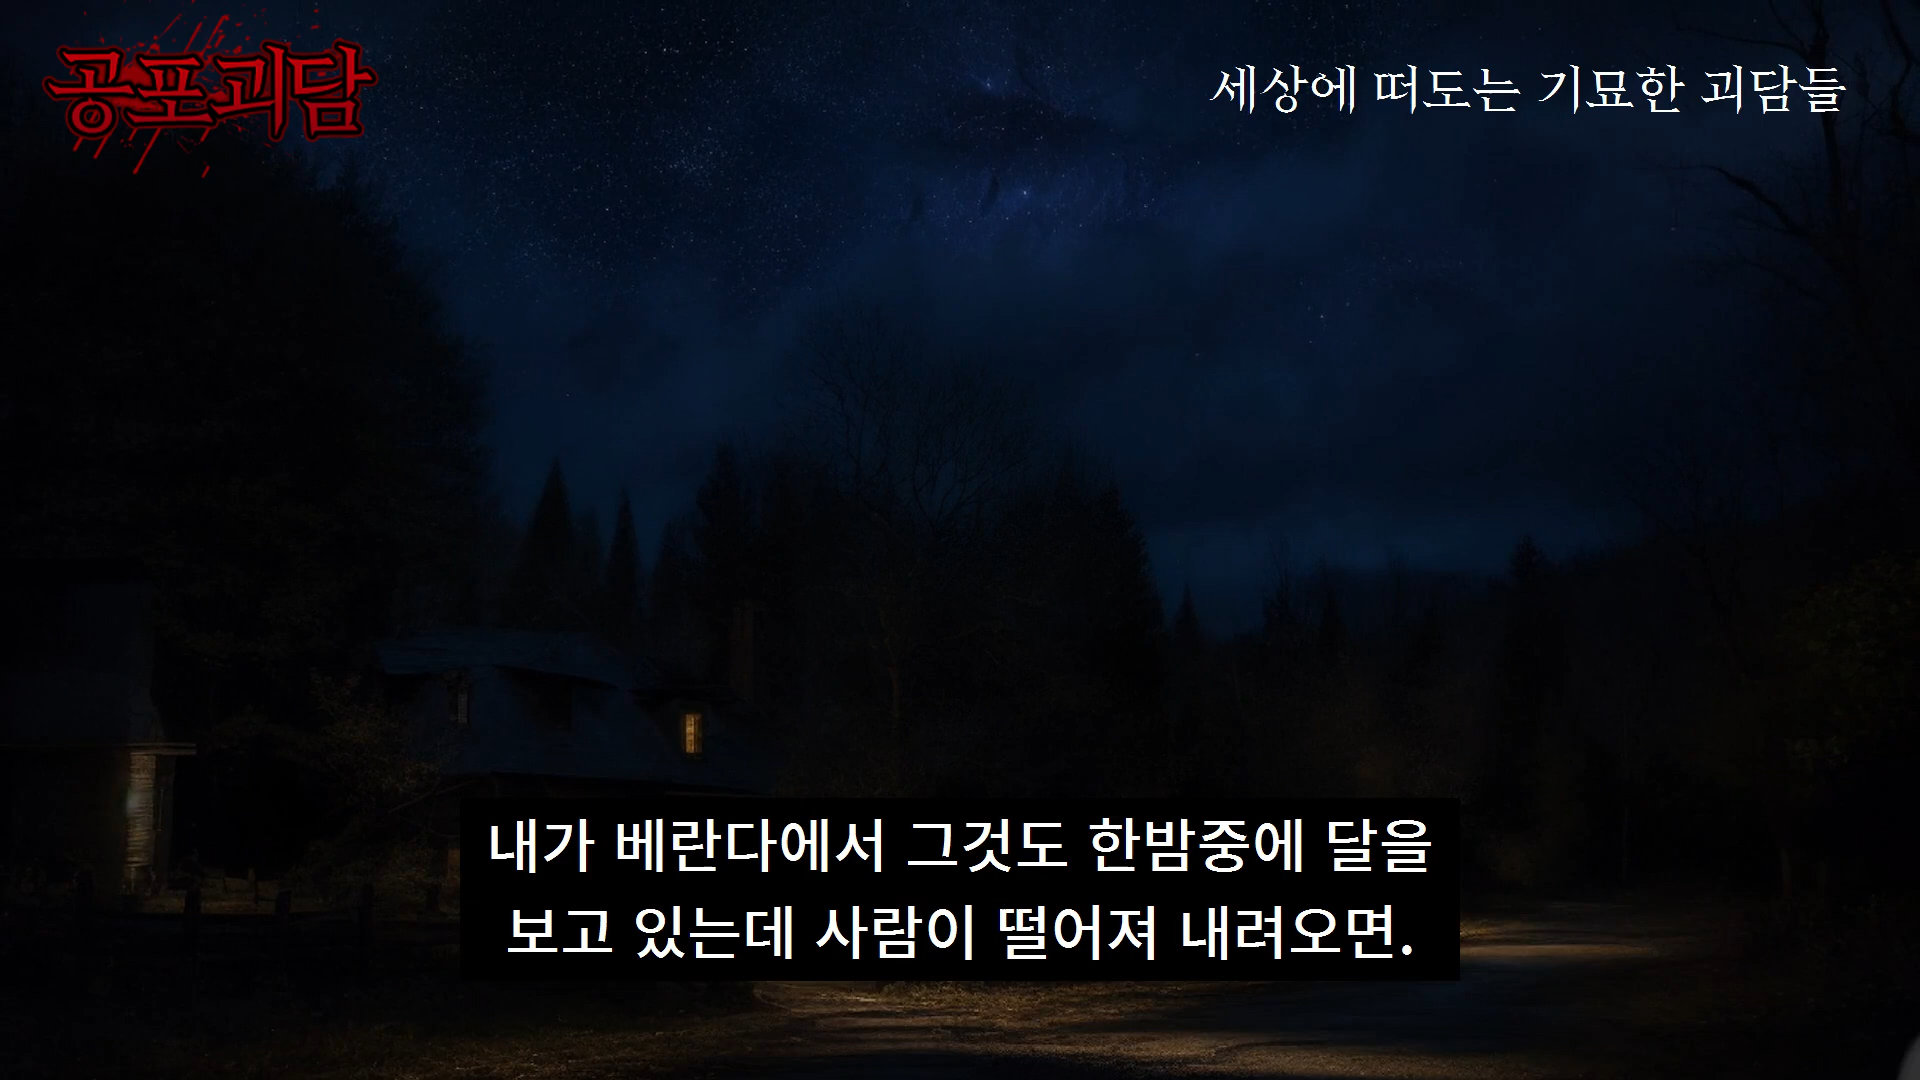 공포괴담
세상에 떠도는 기묘한 괴담들
내가 베란다에서 그것도 한밤중에 달을
보고 있는데 사람이 떨어져 내려오면.